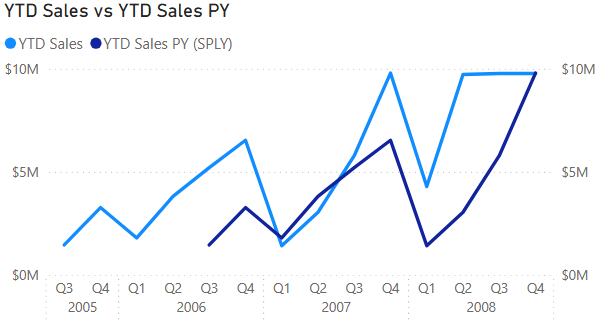 YTD Sales vs YTD Sales PY
YTD Sales YTD Sales PY (SPLY)
$10M $10M
$5M $5M
$0M $0M
Q3 Q4 Q1 Q2 Q3 Q4 Q1 Q2 Q3 Q4 Q1 Q2 Q3 Q4
2005 2006 2007 2008